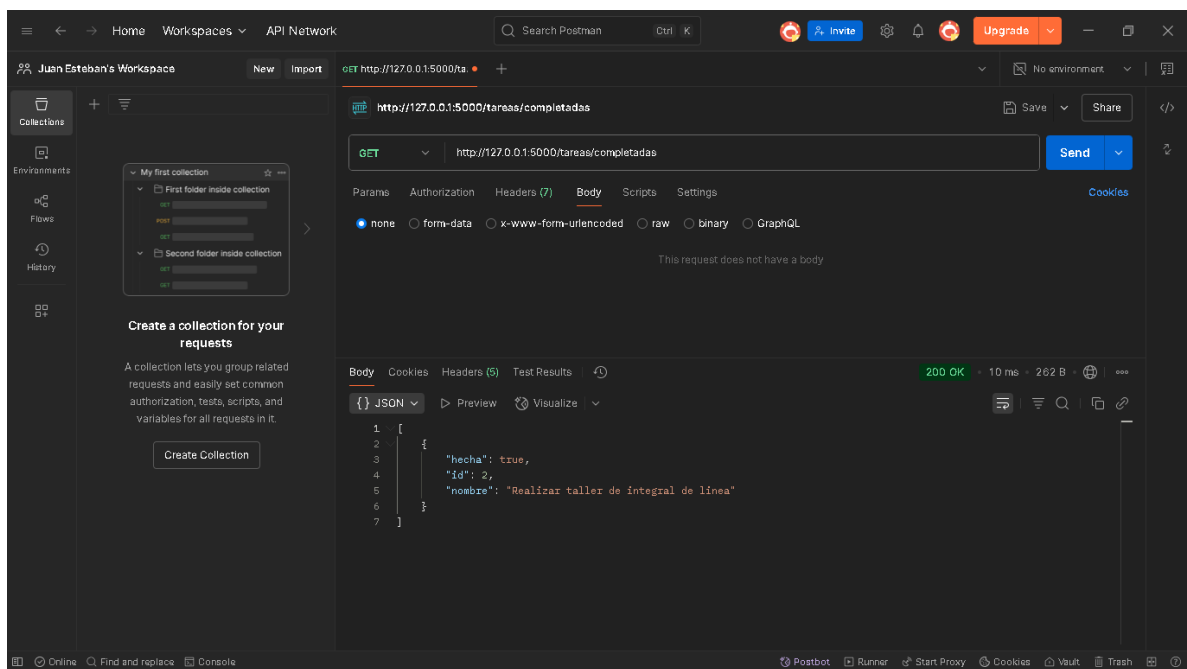 Home Workspaces API Network Search Postman Ctrl K Invite Upgrade
Juan Esteban's Workspace New Import GET http://127.0.0.1:5000/ta. No environment
http://127.0.0.1:5000/tareas/completadas Save Share
Collections
GET http://127.0.0.1:5000/tareas/completadas Send
Environments
Params Authorization Headers (7) Body Scripts Settings Cookies
Flows
none form-data x-www-form-urlencoded raw binary GraphQL
History
This request does not have a body
My first collection
First folder inside collection
GET
POST
GET
Second folder inside collection
GET
GET
Create a collection for your
requests
A collection lets you group related
requests and easily set common
authorization, tests, scripts, and
variables for all requests in it.
Create Collection
Body Cookies Headers (5) Test Results 200 OK 10 ms 262 B
{} JSON Preview Visualize
1 [
2 {
3 "hecha": true,
4 "id": 2,
5 "nombre": "Realizar taller de integral de linea"
6 }
7 ]
Online Find and replace Console Postbot Runner Start Proxy Cookies Vault Trash